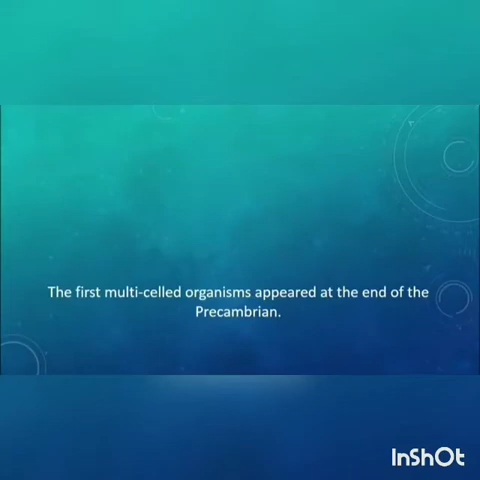 The first multi-celled organisms appeared at the end of the
Precambrian.
InShOt